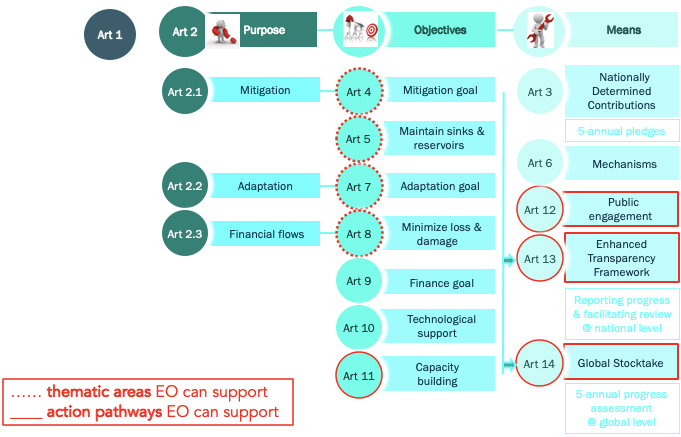 Art 1
Art 2
Purpose
Objectives
Means
Art 2.1
Mitigation
Art 4
Mitigation goal
Art 3
Nationally
Determined
Contributions
5-annual pledges
Art 5
Maintain sinks &
reservoirs
Art 6
Mechanisms
Art 2.2
Adaptation
Art 7
Adaptation goal
Art 12
Public
engagement
Art 2.3
Financial flows
Art 8
Minimize loss &
damage
Art 13
Enhanced
Transparency
Framework
Reporting progress
& facilitating review
@ national level
Art 9
Finance goal
Art 10
Technological
support
Art 14
Global Stocktake
5-annual progress
assessment
@ global level
Art 11
Capacity
building
...... thematic areas EO can support
____ action pathways EO can support